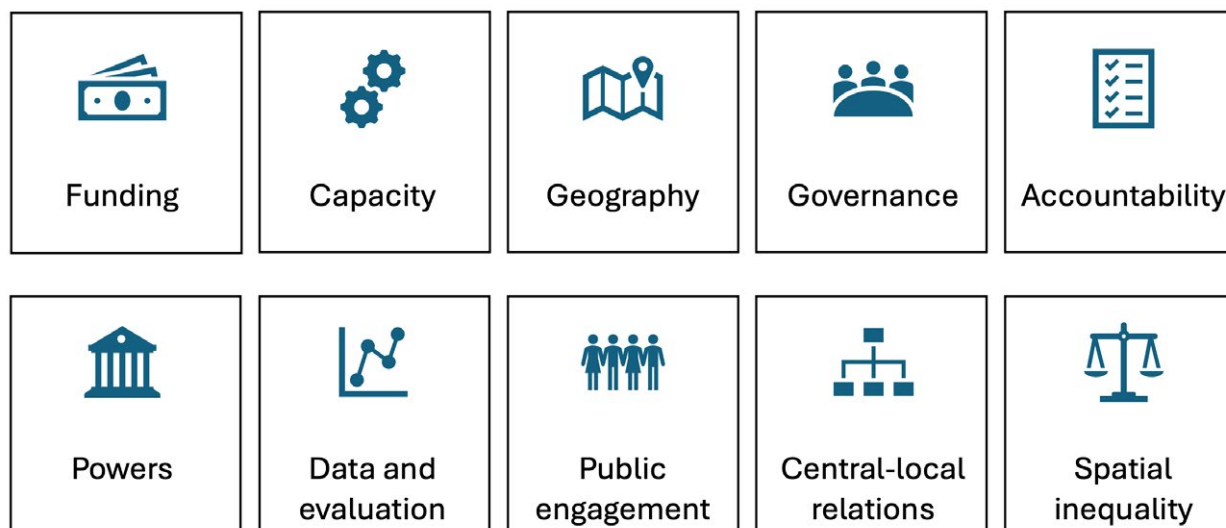 Funding
Capacity
Geography
Governance
Accountability
Powers
Data and
evaluation
Public
engagement
Central-local
relations
Spatial
inequality